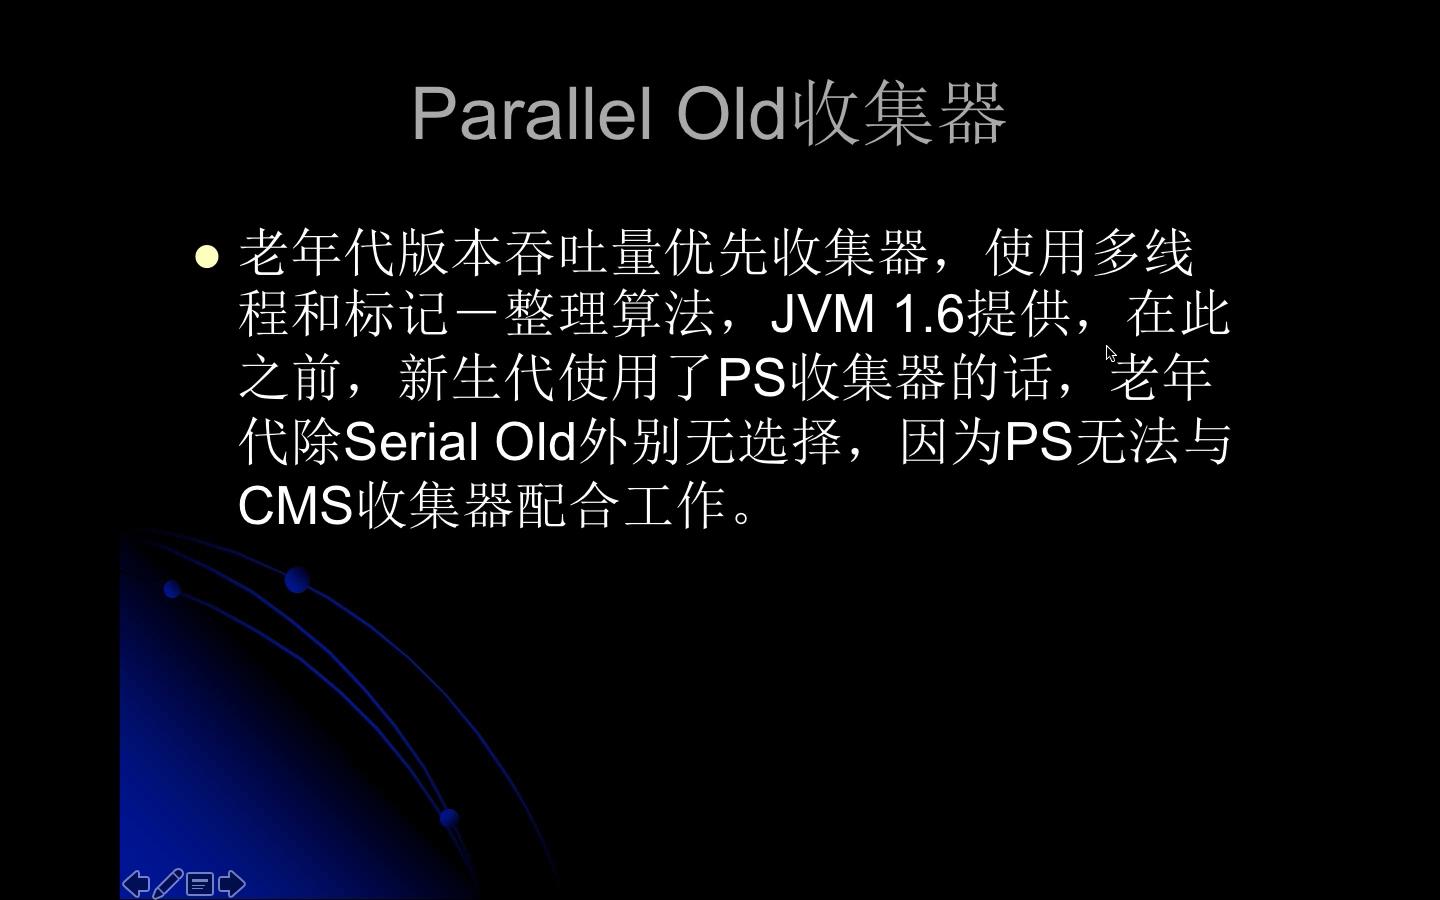 Parallel Old收集器
老年代版本吞吐量优先收集器，使用多线
程和标记－整理算法，JVM 1.6提供，在此
之前，新生代使用了PS收集器的话，老年
代除Serial Old外别无选择，因为PS无法与
CMS收集器配合工作。